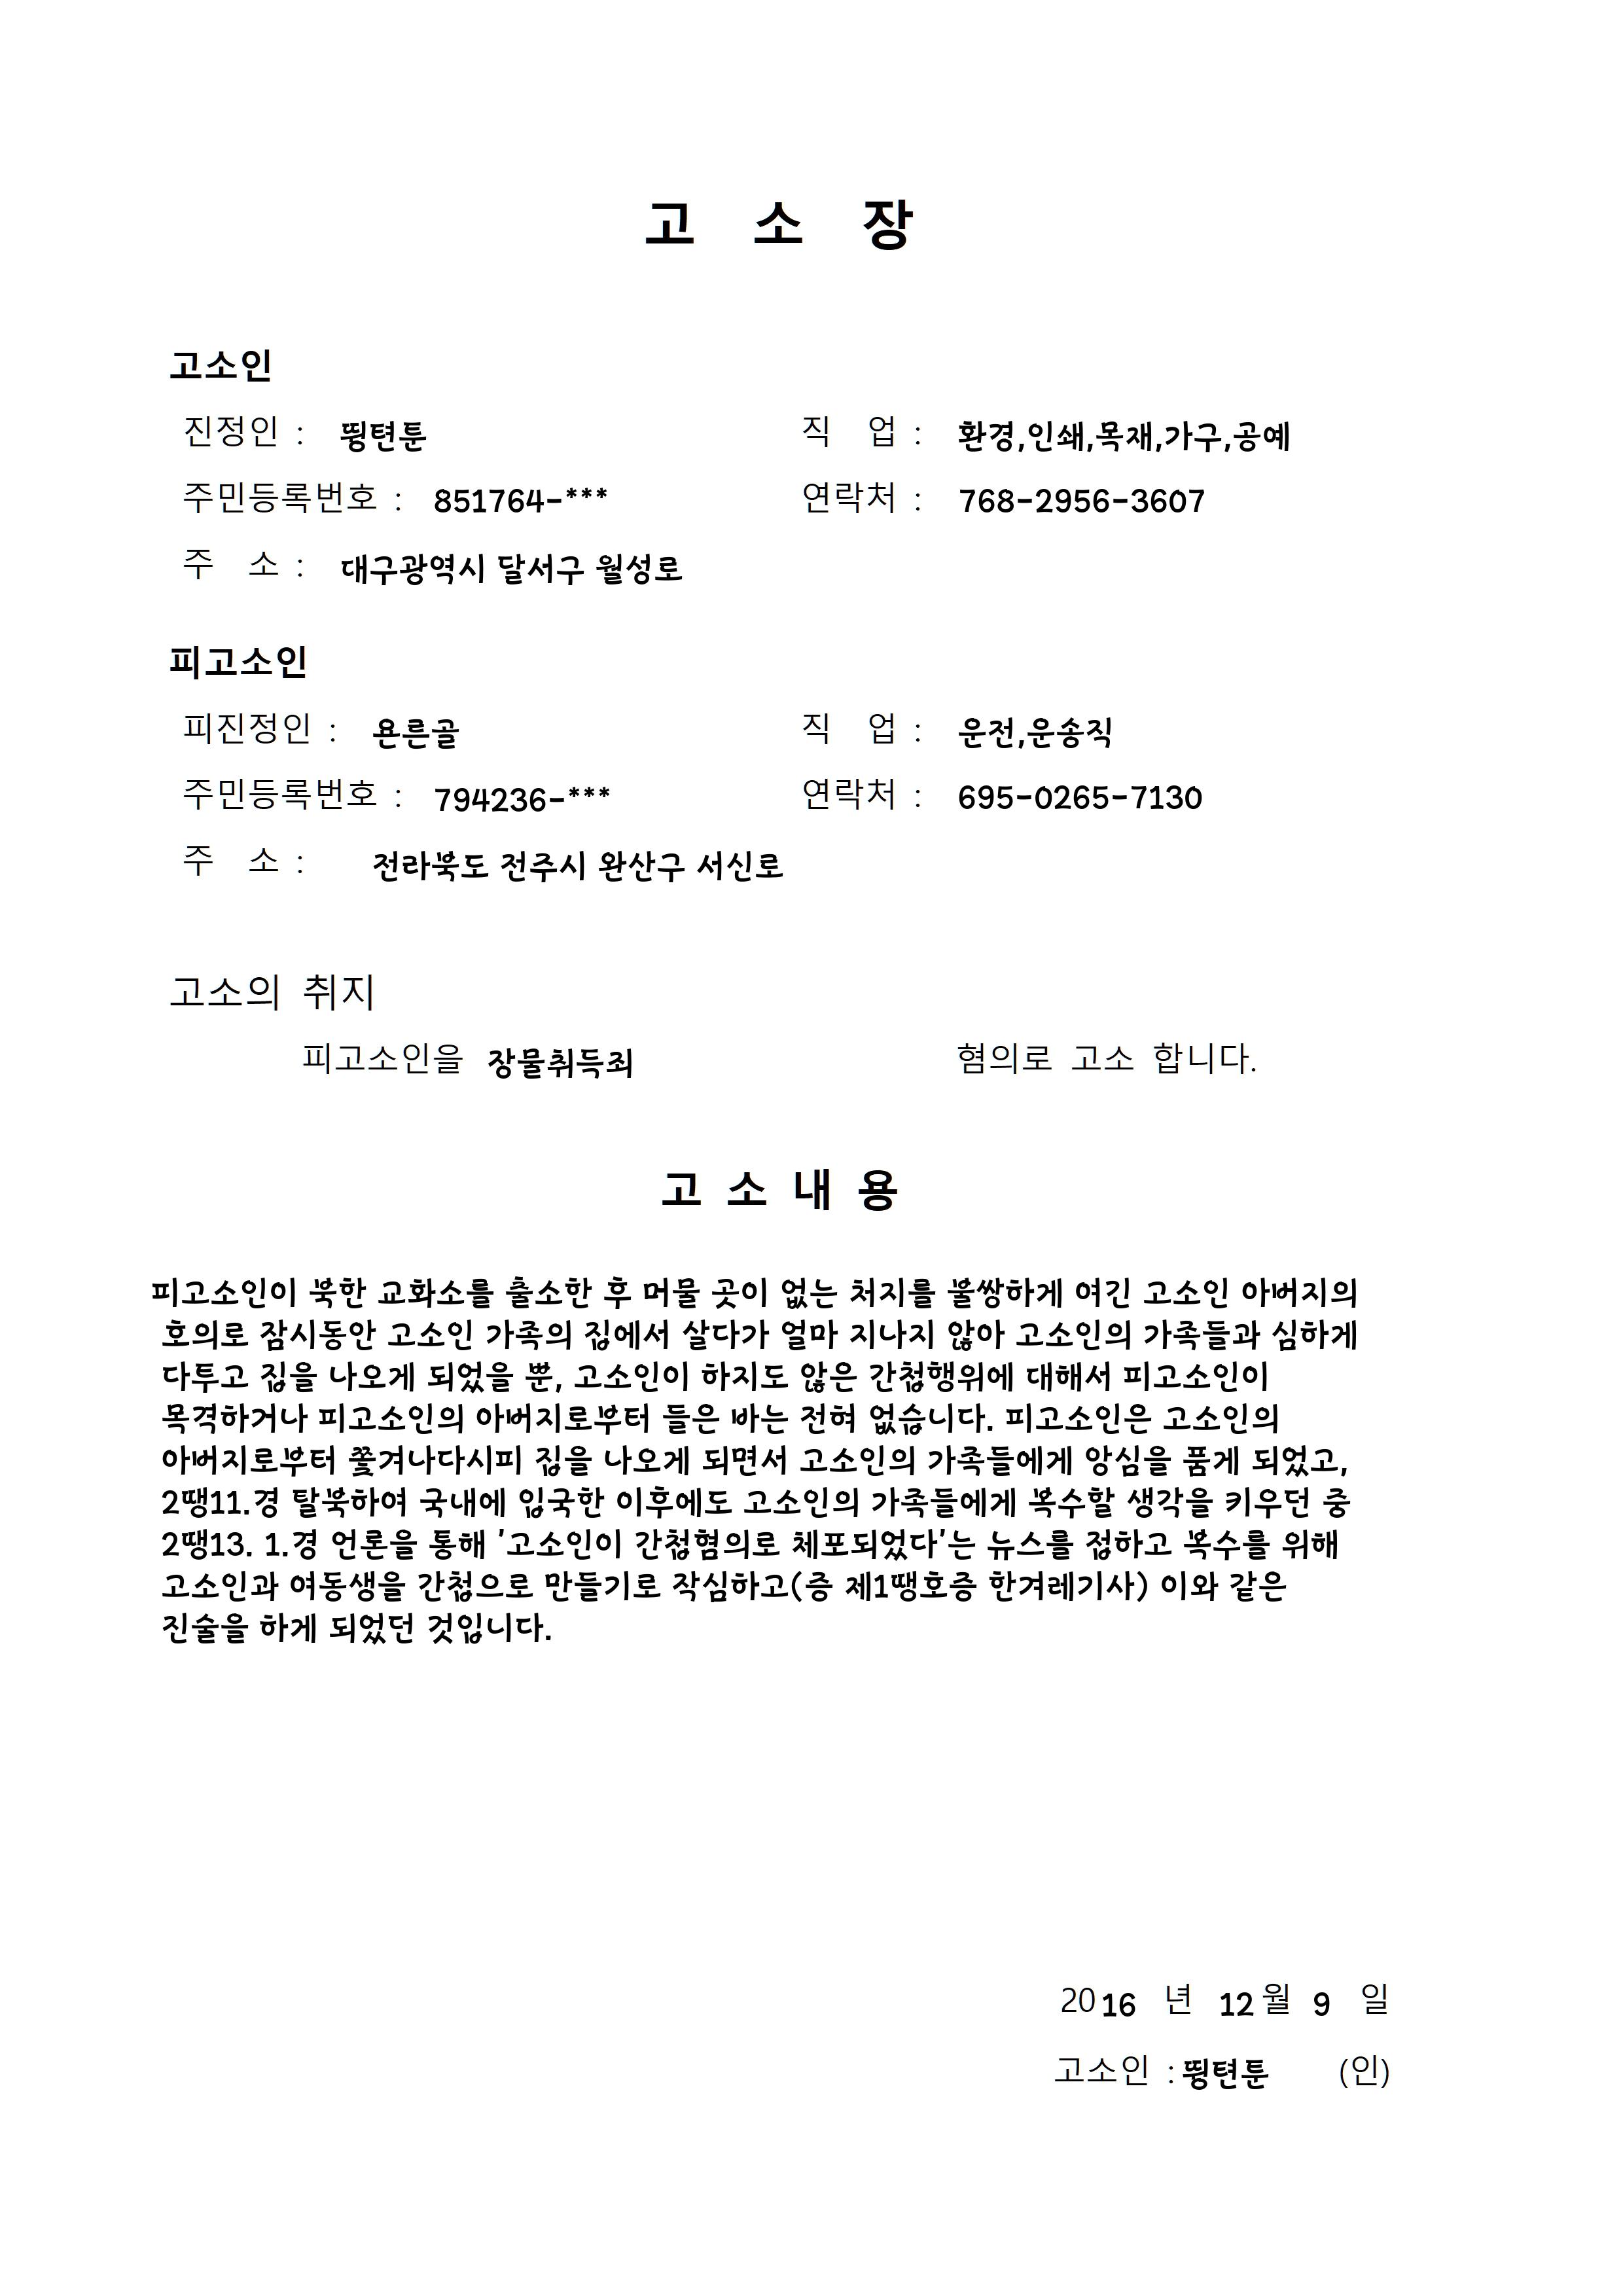 고 소 장
고소인
진정인 : 뜅텬툰 직 업 : 환경,인쇄,목재,가구,공예
주민등록번호 : 851764-*** 연락처 : 768-2956-3607
주 소 : 대구광역시 달서구 월성로
피고소인
피진정인 : 욘른골 직 업 : 운전,운송직
주민등록번호 : 794236-*** 연락처 : 695-0265-7130
주 소 : 전라북도 전주시 완산구 서신로
고소의 취지
피고소인을 장물취득죄 혐의로 고소 합니다.
고 소 내 용
피고소인이 북한 교화소를 출소한 후 머물 곳이 없는 처지를 불쌍하게 여긴 고소인 아버지의
호의로 잠시동안 고소인 가족의 집에서 살다가 얼마 지나지 않아 고소인의 가족들과 심하게
다투고 집을 나오게 되었을 뿐, 고소인이 하지도 않은 간첩행위에 대해서 피고소인이
목격하거나 피고소인의 아버지로부터 들은 바는 전혀 없습니다. 피고소인은 고소인의
아버지로부터 쫓겨나다시피 집을 나오게 되면서 고소인의 가족들에게 앙심을 품게 되었고,
2땡11.경 탈북하여 국내에 입국한 이후에도 고소인의 가족들에게 복수할 생각을 키우던 중
2땡13. 1.경 언론을 통해 '고소인이 간첩혐의로 체포되었다'는 뉴스를 접하고 복수를 위해
고소인과 여동생을 간첩으로 만들기로 작심하고(증 제1땡호증 한겨레기사) 이와 같은
진술을 하게 되었던 것입니다.
2016 년 12 월 9 일
고소인 : 뜅텬툰 (인)